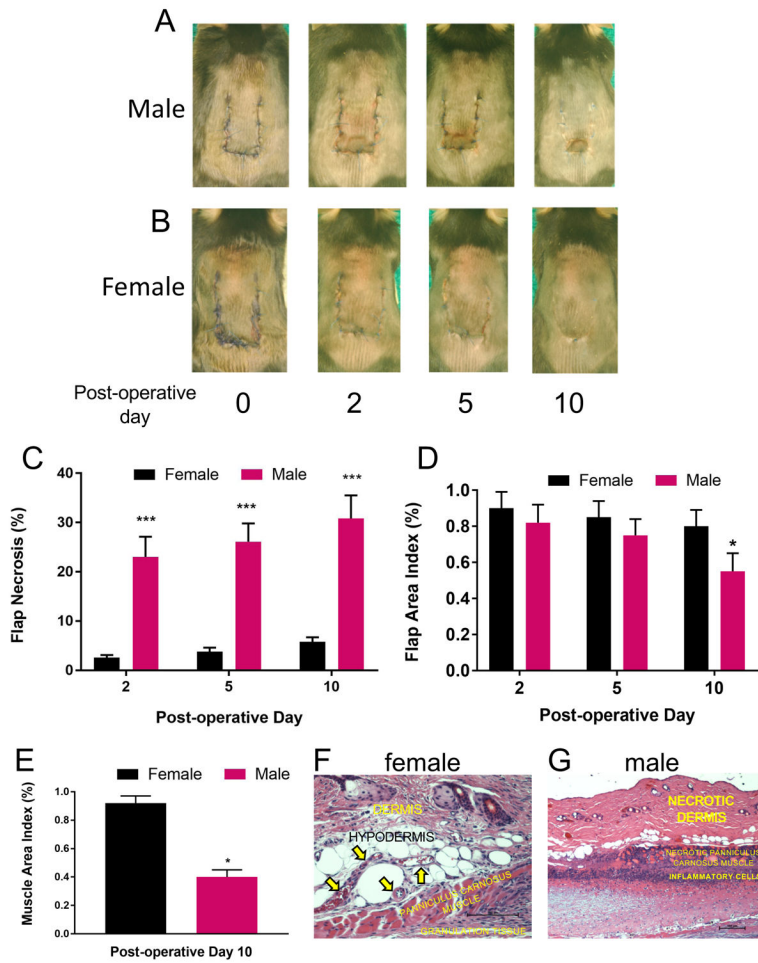 A
Male
B
Female
Post-operative
day
0 2 5 10
C
Female Male
Flap Necrosis (%)
40
30
20
10
0
*** *** ***
2 5 10
Post-operative Day
D
Female Male
Flap Area Index (%)
1.0
0.8
0.6
0.4
0.2
0.0
*
2 5 10
Post-operative Day
E
Female Male
Muscle Area Index (%)
1.0
0.8
0.6
0.4
0.2
0.0
*
Post-operative Day 10
F female
DERMIS
HYPODERMIS
PANNICULUS CARNOSUS
MUSCLE
GRANULATION TISSUE
G male
NECROTIC
DERMIS
NECROTIC PANNICULUS
CARNOSUS MUSCLE
INFLAMMATORY CELLS